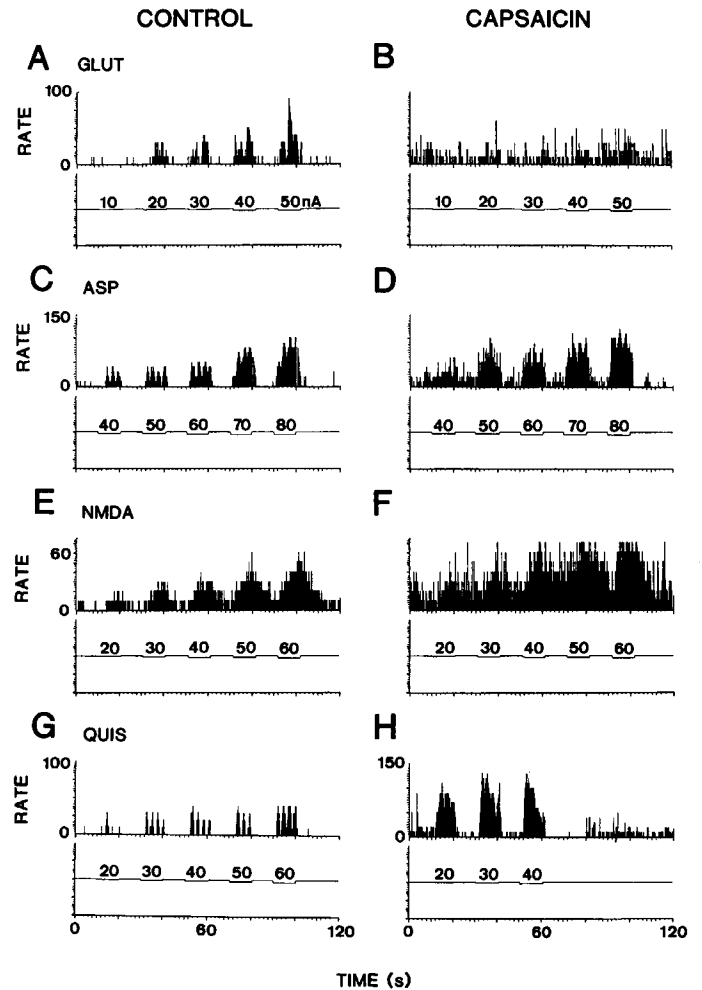 CONTROL CAPSAICIN
A GLUT B
100
RATE
0
10 20 30 40 50nA 10 20 30 40 50
C ASP D
150
RATE
0
40 50 60 70 80 40 50 60 70 80
E NMDA F
60
RATE
0
20 30 40 50 60 20 30 40 50 60
G QUIS H
100 150
RATE
0 0
20 30 40 50 60 20 30 40
0 60 120 0 60 120
TIME (s)